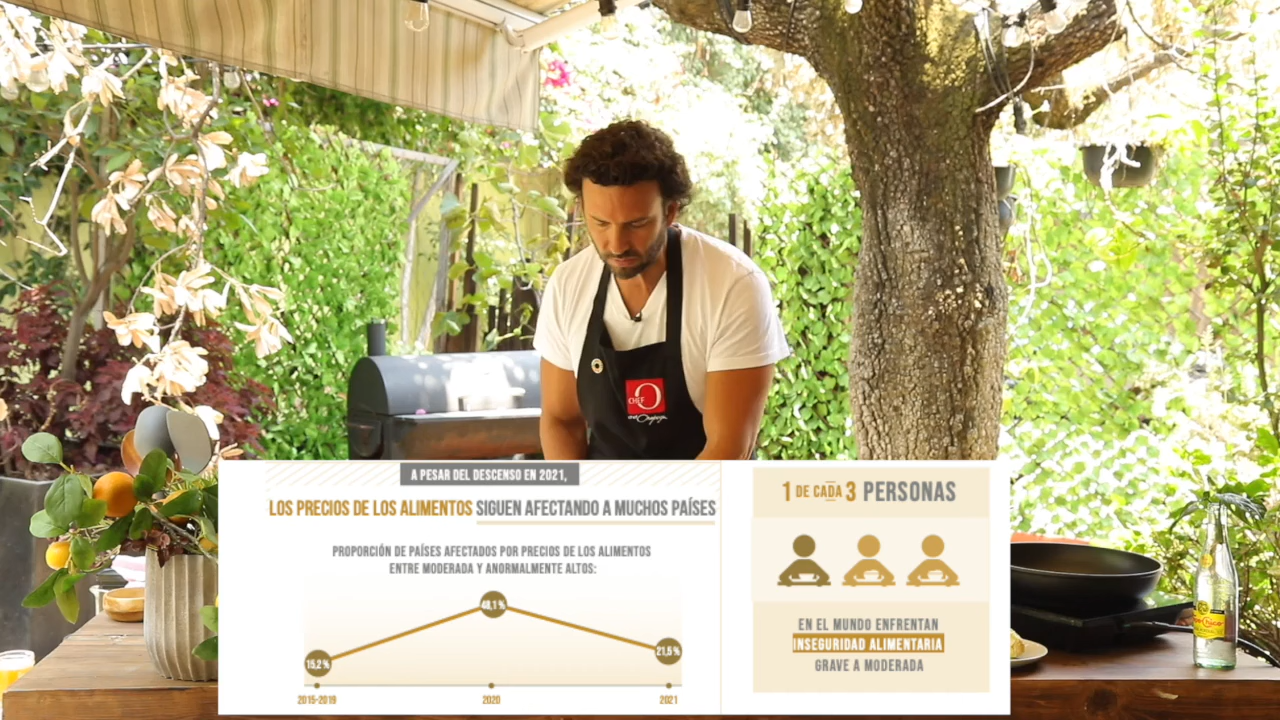 CHEF
O
A PESAR DEL DESCENSO EN 2021,
LOS PRECIOS DE LOS ALIMENTOS SIGUEN AFECTANDO A MUCHOS PAÍSES
PROPORCIÓN DE PAÍSES AFECTADOS POR PRECIOS DE LOS ALIMENTOS
ENTRE MODERADA Y ANORMALMENTE ALTOS:
48,1 %
15,2 %
21,5 %
2015-2019
2020
2021
1 DE CADA 3 PERSONAS
EN EL MUNDO ENFRENTAN
INSEGURIDAD ALIMENTARIA
GRAVE A MODERADA